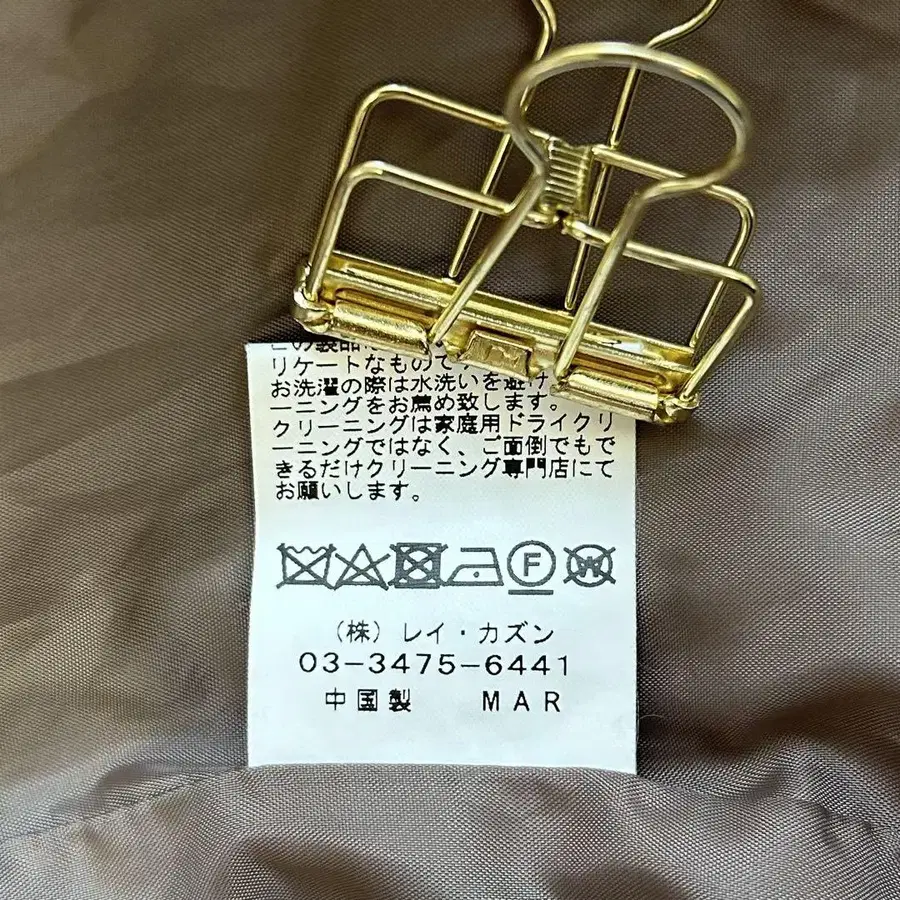 この製品は
リケートなもので
お洗濯の際は水洗いを避け
ーニングをお薦め致します。
クリーニングは家庭用ドライクリ
ーニングではなく、ご面倒でもで
きるだけクリーニング専門店にて
お願いします。
F W
（株）レイ・カズン
03-3475-6441
中国製 MAR